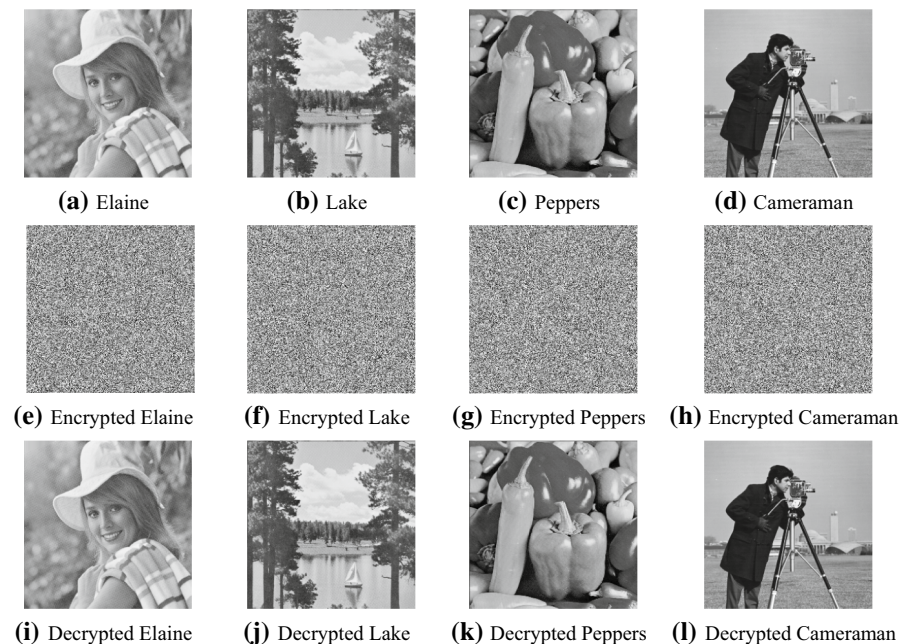 (a) Elaine
(b) Lake
(c) Peppers
(d) Cameraman
(e) Encrypted Elaine
(f) Encrypted Lake
(g) Encrypted Peppers
(h) Encrypted Cameraman
(i) Decrypted Elaine
(j) Decrypted Lake
(k) Decrypted Peppers
(l) Decrypted Cameraman